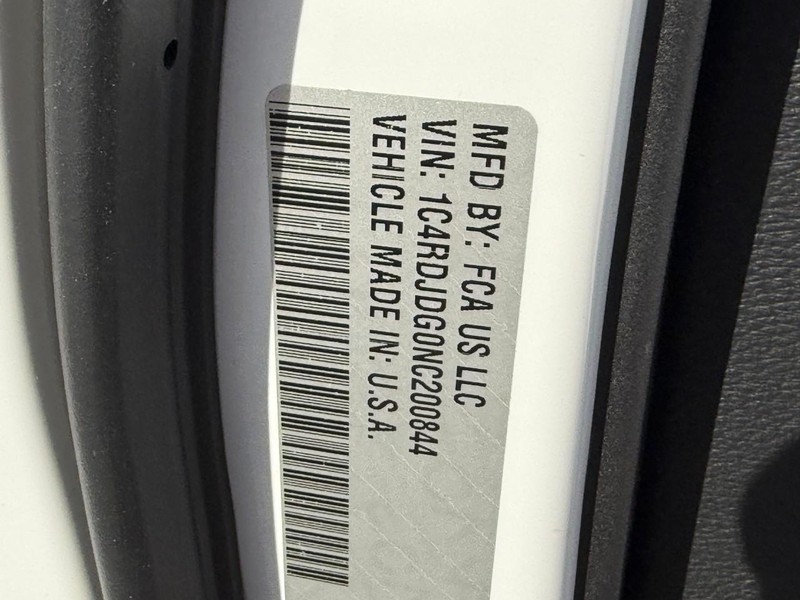 MFD BY: FCA US LLC
VIN: 1C4RDJDG0NC200844
VEHICLE MADE IN: U.S.A.